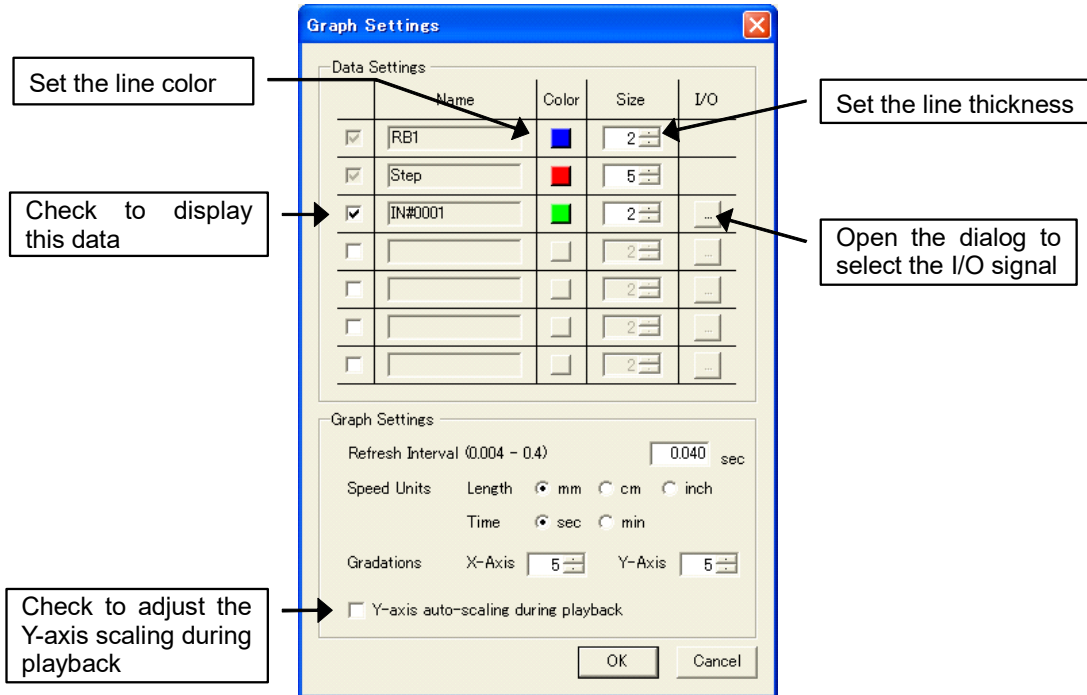 Graph Settings
Set the line color
Data Settings
Name Color Size I/O
Set the line thickness
RB1 2
Step 5
Check to display
this data
IN#0001 2 ...
Open the dialog to
select the I/O signal
2 ...
2 ...
2 ...
2 ...
Graph Settings
Refresh Interval (0.004 - 0.4) 0.040 sec
Speed Units Length mm cm inch
Time sec min
Gradations X-Axis 5 Y-Axis 5
Check to adjust the
Y-axis scaling during
playback
Y-axis auto-scaling during playback
OK Cancel